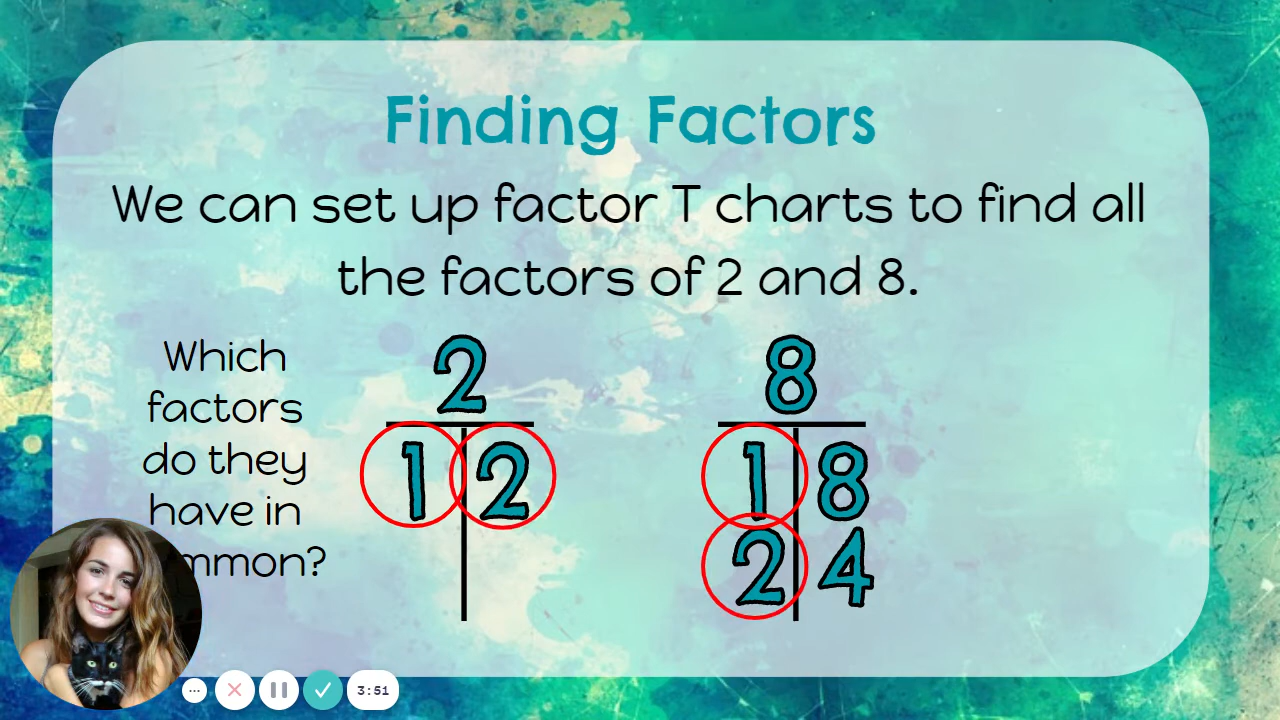 Finding Factors
We can set up factor T charts to find all
the factors of 2 and 8.
Which
factors
do they
have in
mmon?
2
1 2
8
1 8
2 4
3:51